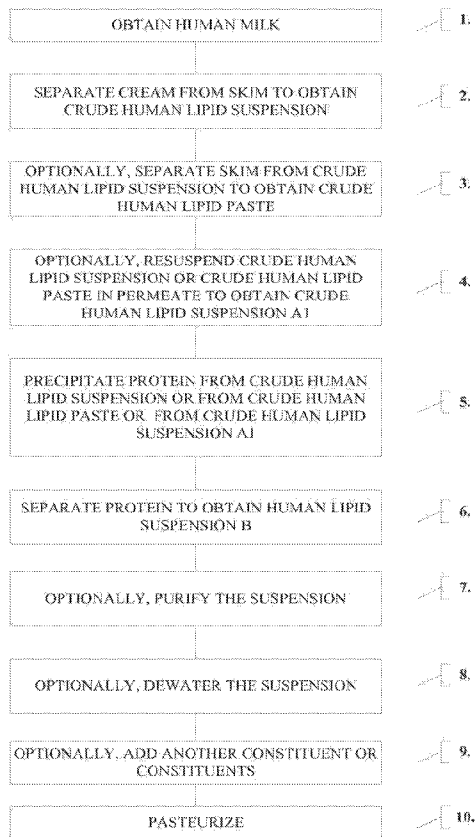 OBTAIN HUMAN MILK
1.
SEPARATE CREAM FROM SKIM TO OBTAIN
CRUDE HUMAN LIPID SUSPENSION
2.
OPTIONALLY, SEPARATE SKIM FROM CRUDE
HUMAN LIPID SUSPENSION TO OBTAIN CRUDE
HUMAN LIPID PASTE
3.
OPTIONALLY, RESUSPEND CRUDE HUMAN
LIPID SUSPENSION OR CRUDE HUMAN LIPID
PASTE IN PERMEATE TO OBTAIN CRUDE
HUMAN LIPID SUSPENSION A1
4.
PRECIPITATE PROTEIN FROM CRUDE HUMAN
LIPID SUSPENSION OR FROM CRUDE HUMAN
LIPID PASTE OR FROM CRUDE HUMAN LIPID
SUSPENSION A1
5.
SEPARATE PROTEIN TO OBTAIN HUMAN LIPID
SUSPENSION B
6.
OPTIONALLY, PURIFY THE SUSPENSION
7.
OPTIONALLY, DEWATER THE SUSPENSION
8.
OPTIONALLY, ADD ANOTHER CONSTITUENT OR
CONSTITUENTS
9.
PASTEURIZE
10.